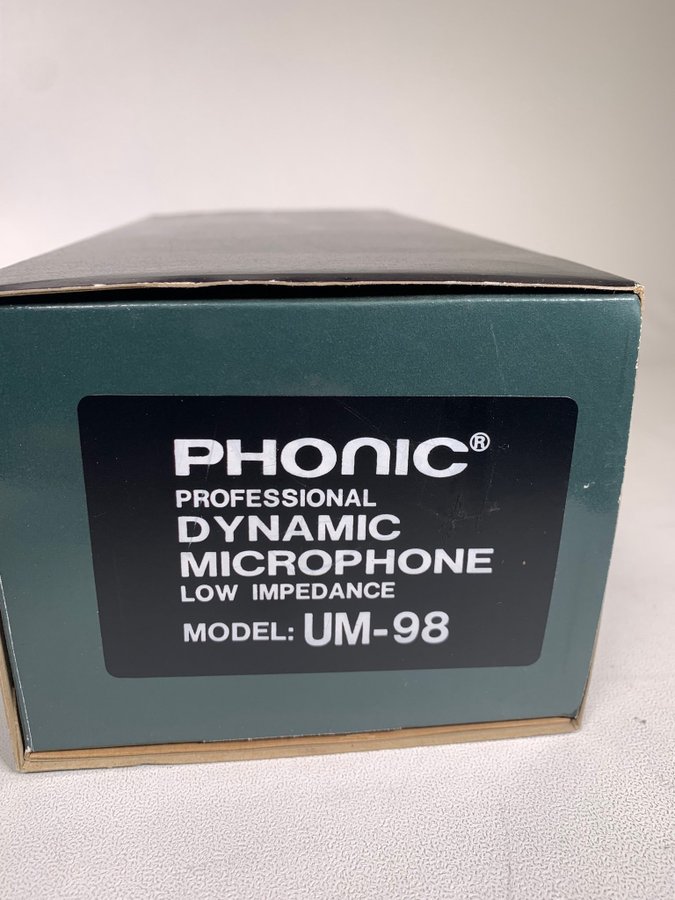 PHONIC®
PROFESSIONAL
DYNAMIC
MICROPHONE
LOW IMPEDANCE
MODEL: UM-98